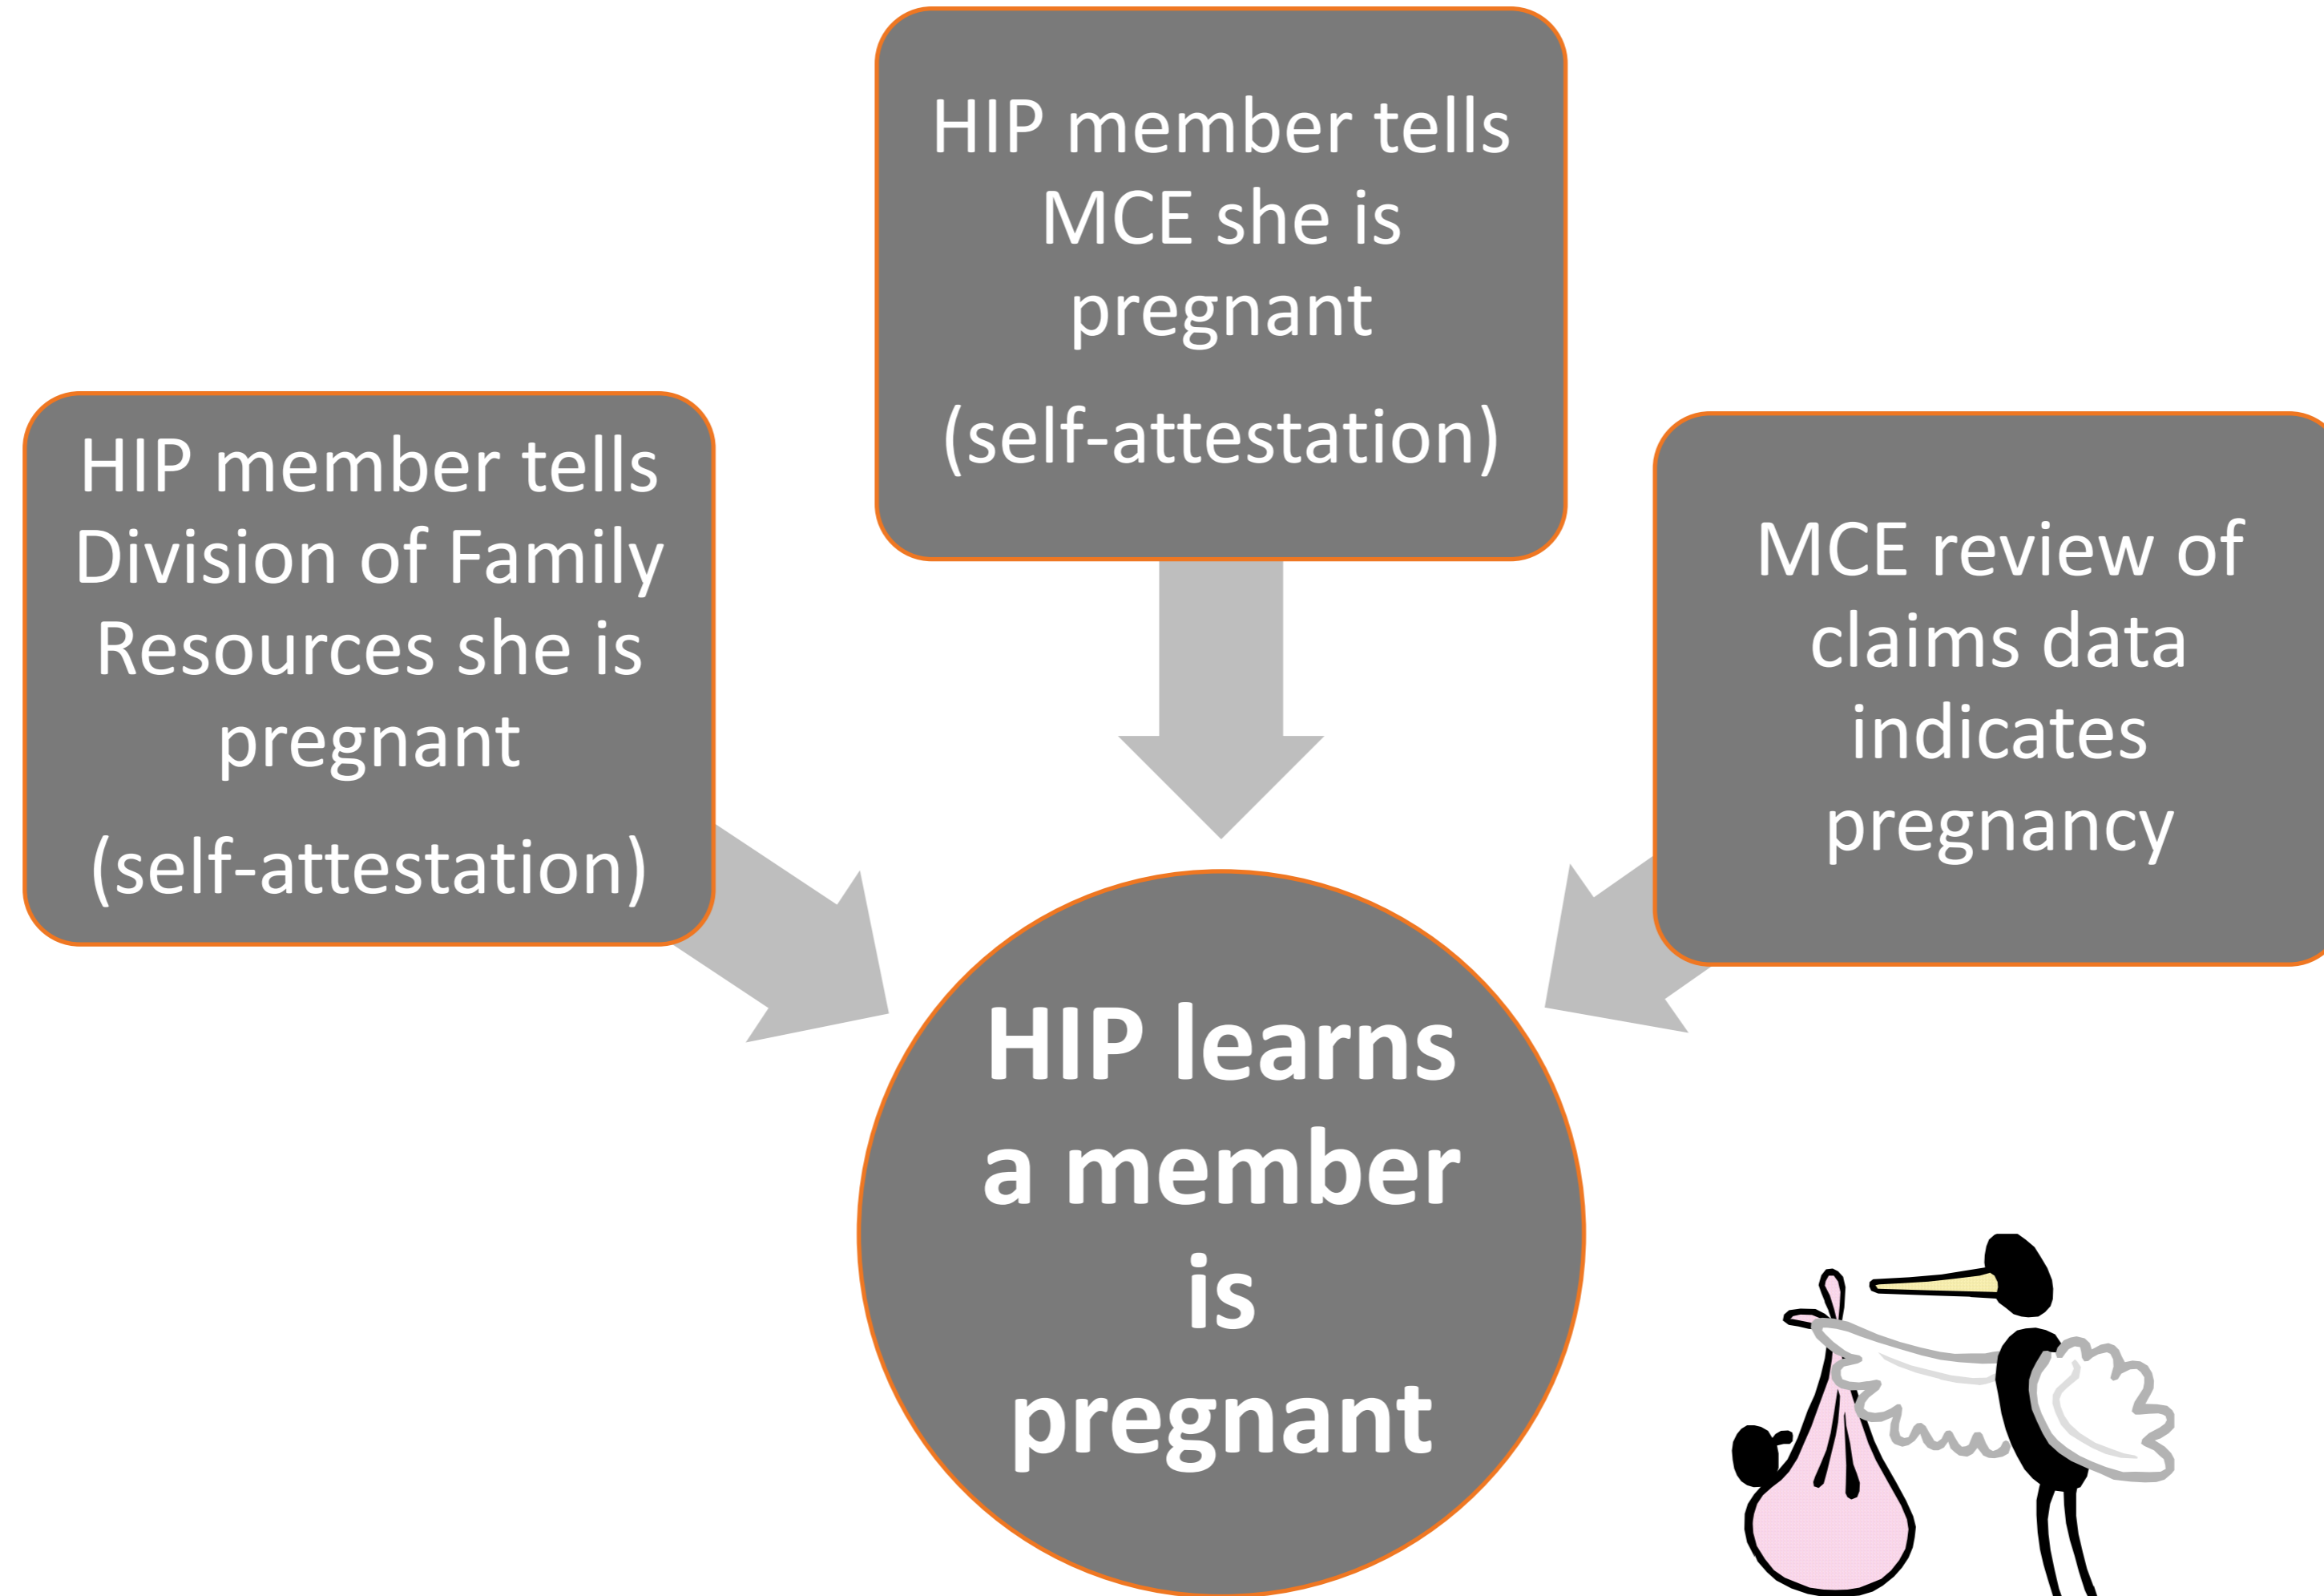 HIP member tells
MCE she is
pregnant
(self-attestation)
HIP member tells
Division of Family
Resources she is
pregnant
(self-attestation)
MCE review of
claims data
indicates
pregnancy
HIP learns
a member
is
pregnant